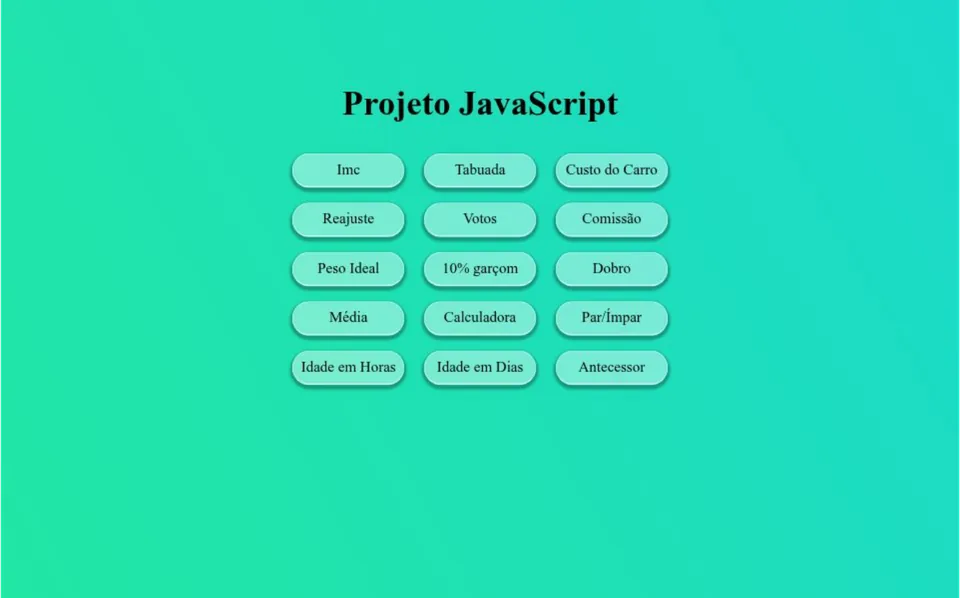 Projeto JavaScript
Imc Tabuada Custo do Carro
Reajuste Votos Comissão
Peso Ideal 10% garçom Dobro
Média Calculadora Par/Ímpar
Idade em Horas Idade em Dias Antecessor